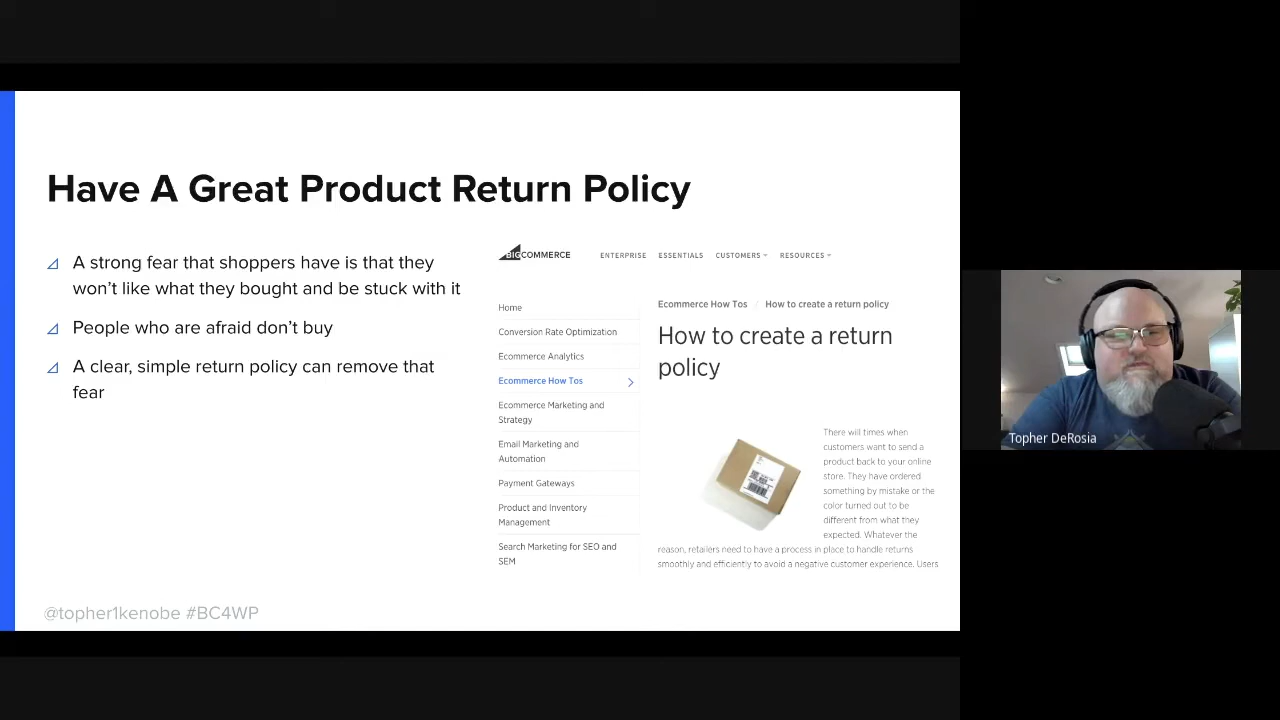 Have A Great Product Return Policy
A strong fear that shoppers have is that they
won't like what they bought and be stuck with it
People who are afraid don't buy
A clear, simple return policy can remove that
fear
BIGCOMMERCE
ENTERPRISE ESSENTIALS CUSTOMERS RESOURCES
Home
Conversion Rate Optimization
Ecommerce Analytics
Ecommerce How Tos
Ecommerce Marketing and
Strategy
Email Marketing and
Automation
Payment Gateways
Product and Inventory
Management
Search Marketing for SEO and
SEM
Ecommerce How Tos / How to create a return policy
How to create a return
policy
There will times when
customers want to send a
product back to your online
store. They have ordered
something by mistake or the
color turned out to be
different from what they
expected. Whatever the
reason, retailers need to have a process in place to handle returns
smoothly and efficiently to avoid a negative customer experience. Users
@topher1kenobe #BC4WP
Topher DeRosia